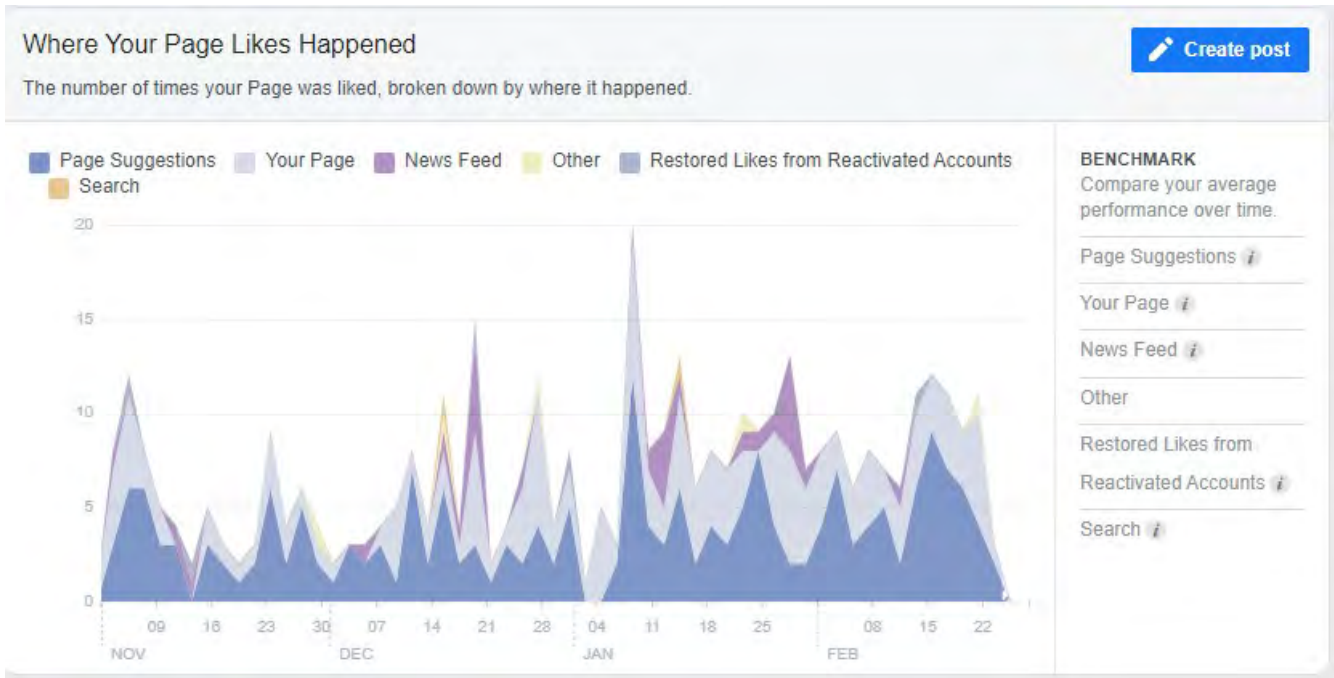 Where Your Page Likes Happened
Create post
The number of times your Page was liked, broken down by where it happened.
Page Suggestions Your Page News Feed Other Restored Likes from Reactivated Accounts
Search
20
15
10
5
0
09 16 23 30 07 14 21 28 04 11 18 25 08 15 22
NOV DEC JAN FEB
BENCHMARK
Compare your average
performance over time.
Page Suggestions i
Your Page i
News Feed i
Other
Restored Likes from
Reactivated Accounts i
Search i